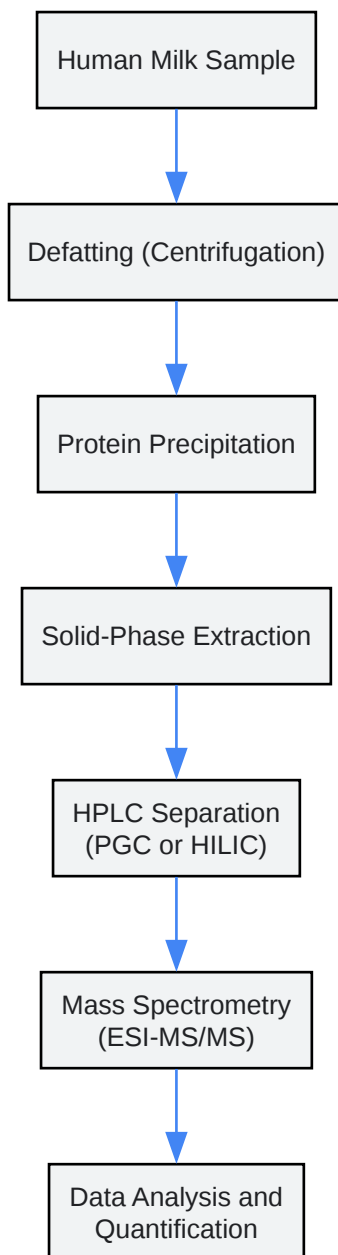 Human Milk Sample
Defatting (Centrifugation)
Protein Precipitation
Solid-Phase Extraction
HPLC Separation
(PGC or HILIC)
Mass Spectrometry
(ESI-MS/MS)
Data Analysis and
Quantification